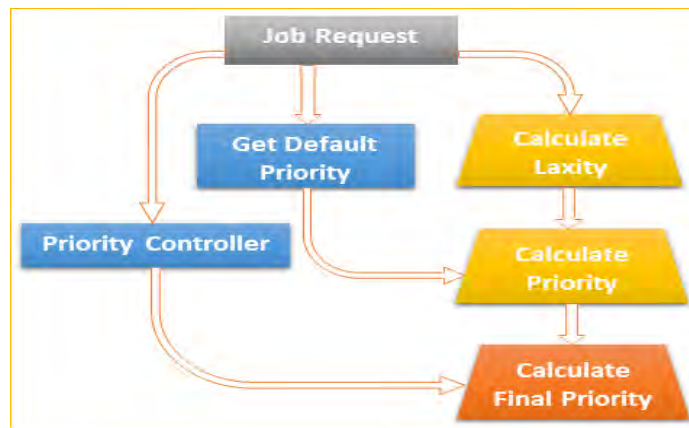 Job Request
Get Default
Priority
Calculate
Laxity
Priority Controller
Calculate
Priority
Calculate
Final Priority